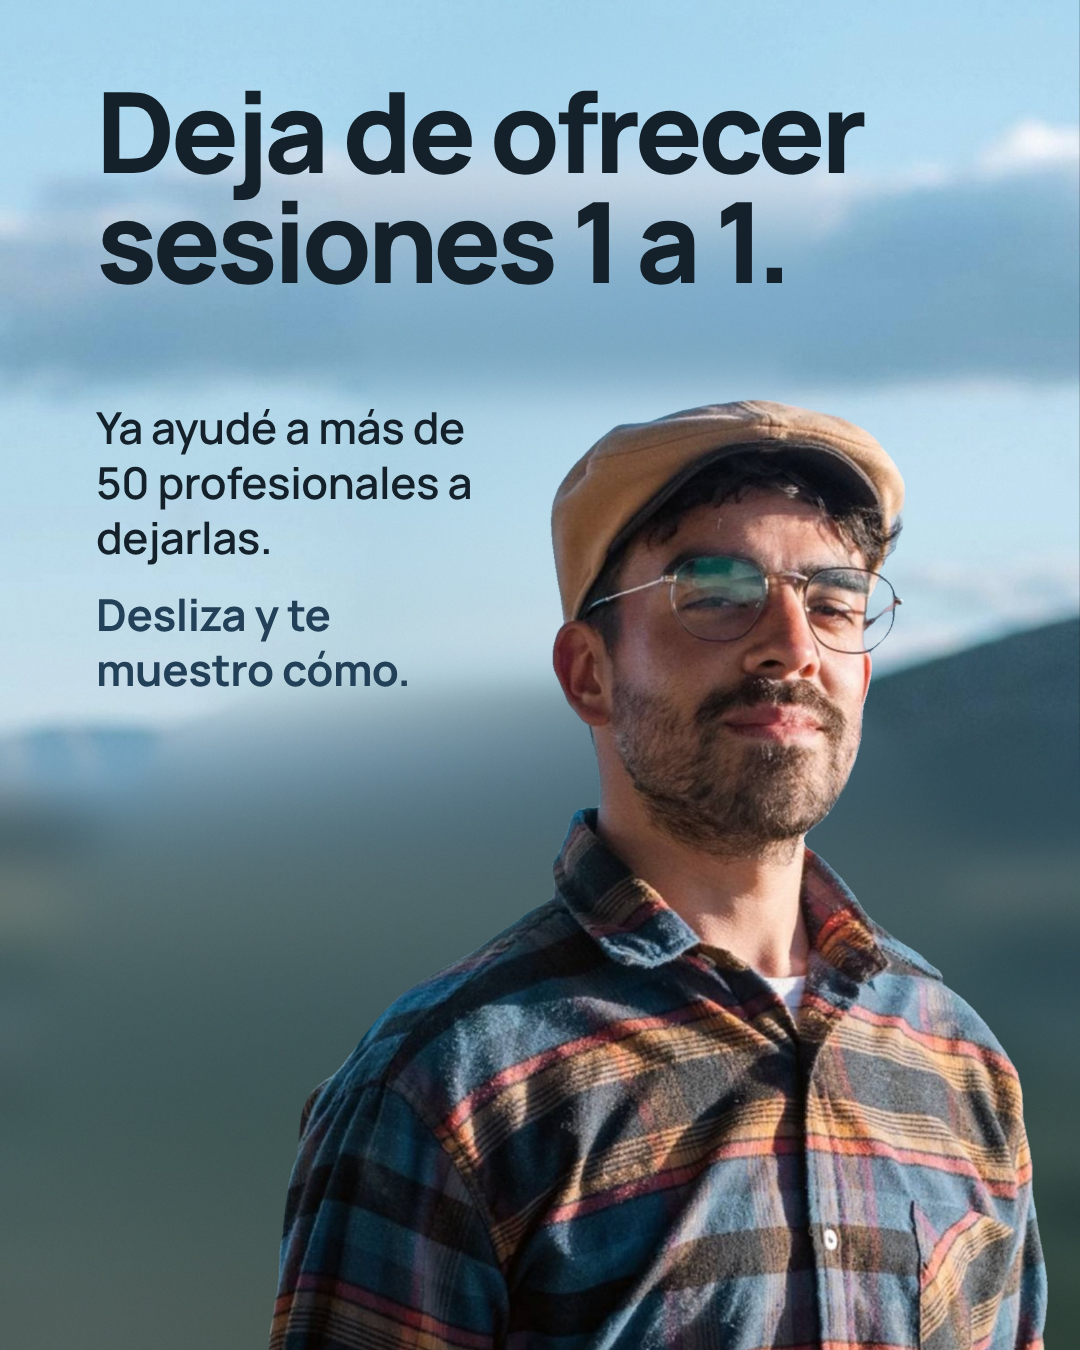 Deja de ofrecer
sesiones 1 a 1.
Ya ayudé a más de
50 profesionales a
dejarlas.
Desliza y te
muestro cómo.